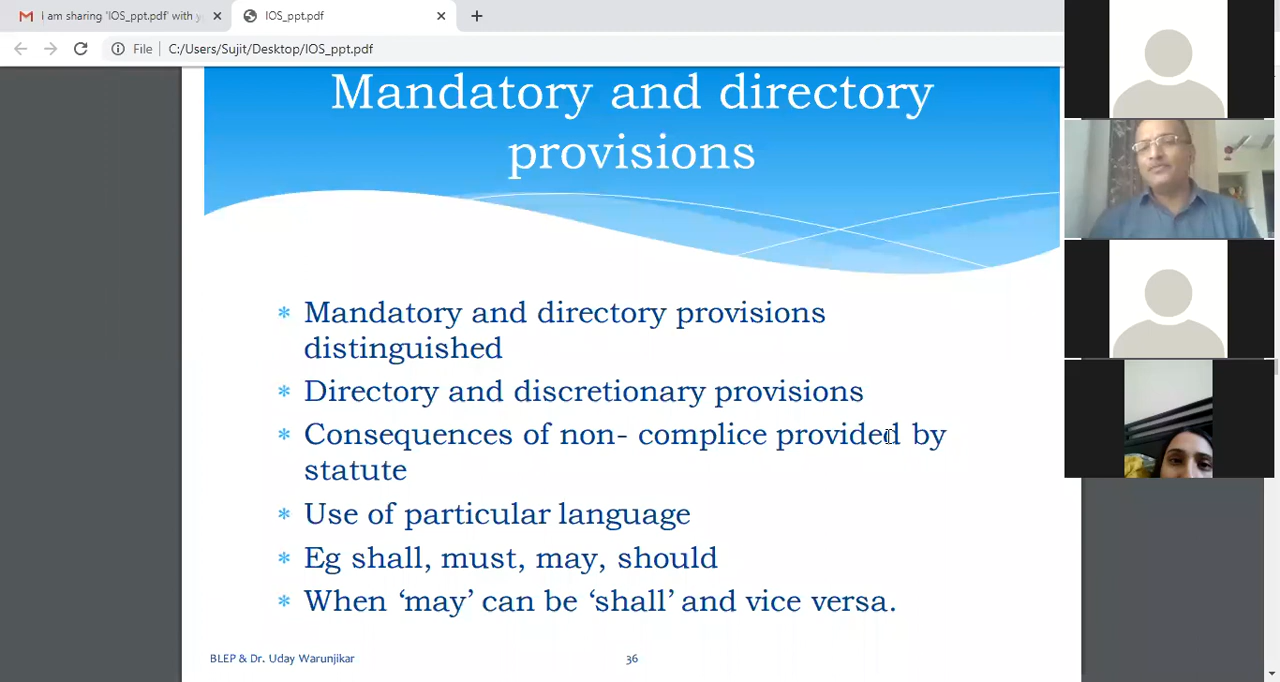 I am sharing 'IOS_ppt.pdf' with
IOS_ppt.pdf
File
C:/Users/Sujit/Desktop/IOS_ppt.pdf
Mandatory and directory
provisions
* Mandatory and directory provisions
distinguished
* Directory and discretionary provisions
* Consequences of non- complice provided by
statute
* Use of particular language
* Eg shall, must, may, should
* When ‘may’ can be ‘shall’ and vice versa.
BLEP & Dr. Uday Warunjikar
36